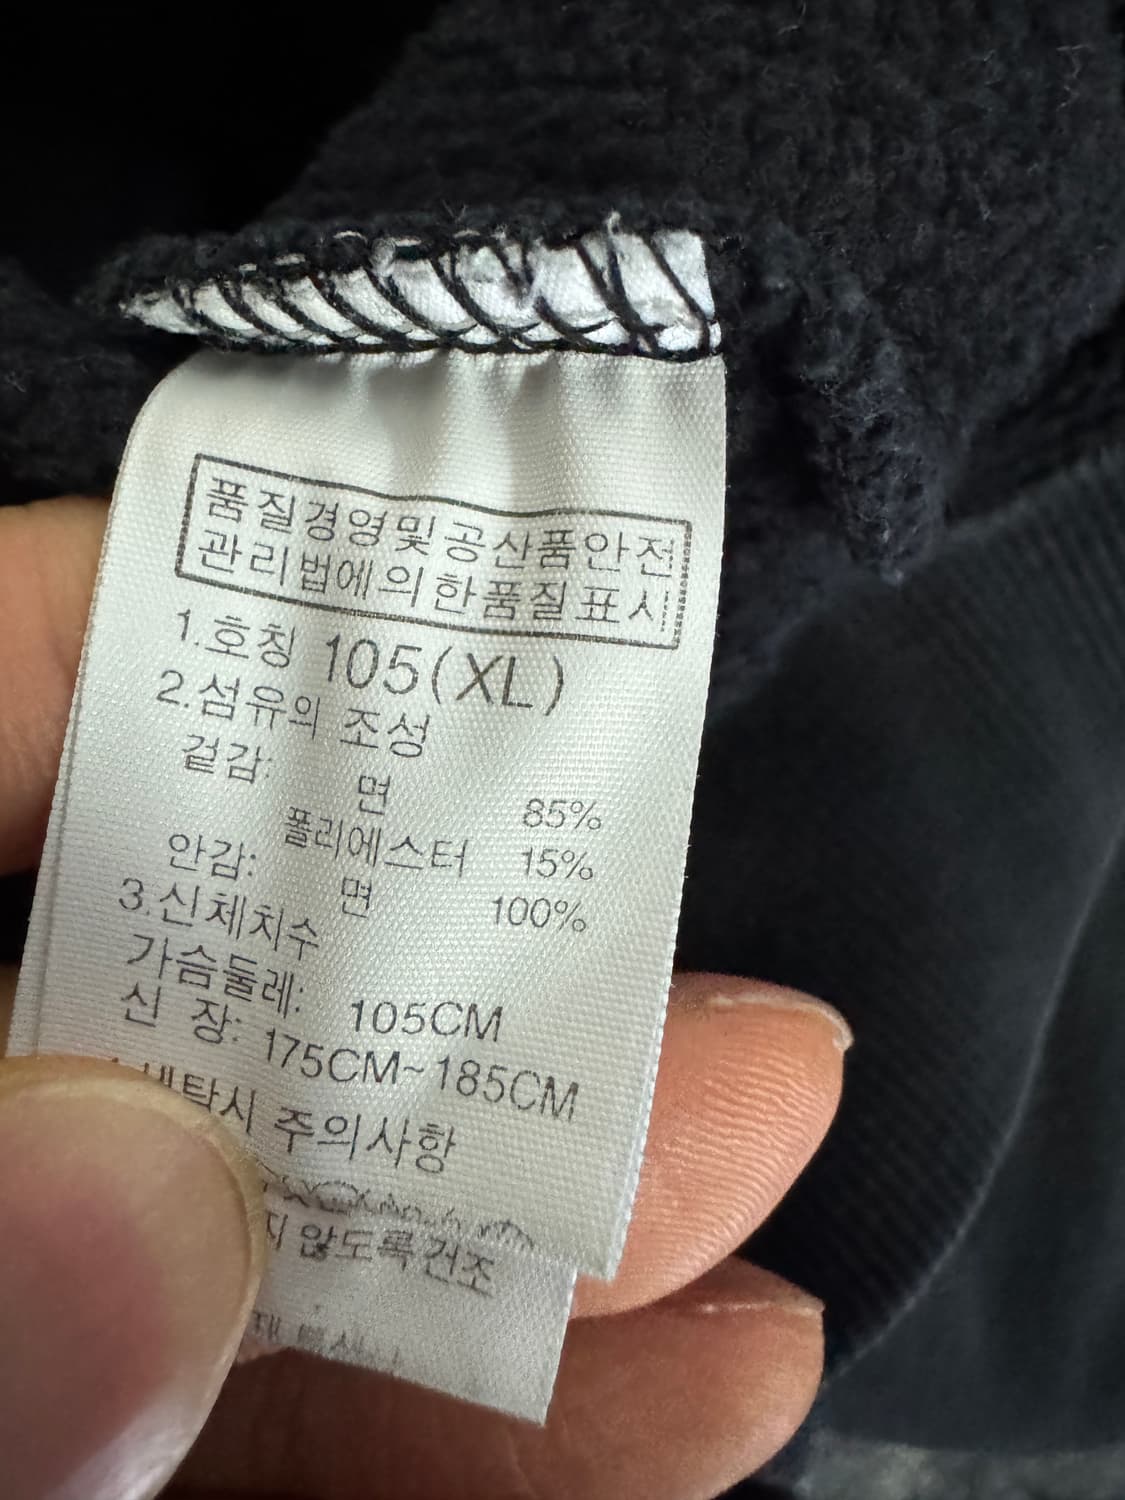 품질경영및공산품안전
관리법에의한품질표시
1.호칭 105(XL)
2.섬유의 조성
겉감:
면 85%
폴리에스터 15%
안감: 면 100%
3.신체치수
가슴둘레: 105CM
신 장: 175CM~185CM
세탁시 주의사항
지 않도록건조